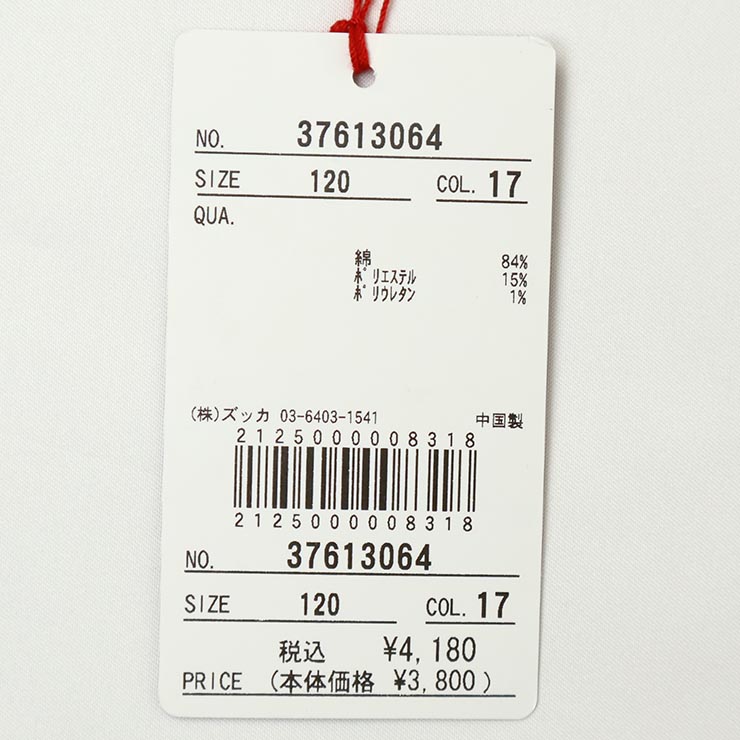 NO. 37613064
SIZE 120 COL. 17
QUA.
綿 84%
ポリエステル 15%
ポリウレタン 1%
(株)ズッカ 03-6403-1541 中国製
2125000008318
2125000008318
NO. 37613064
SIZE 120 COL. 17
税込 ¥4,180
PRICE (本体価格 ¥3,800)